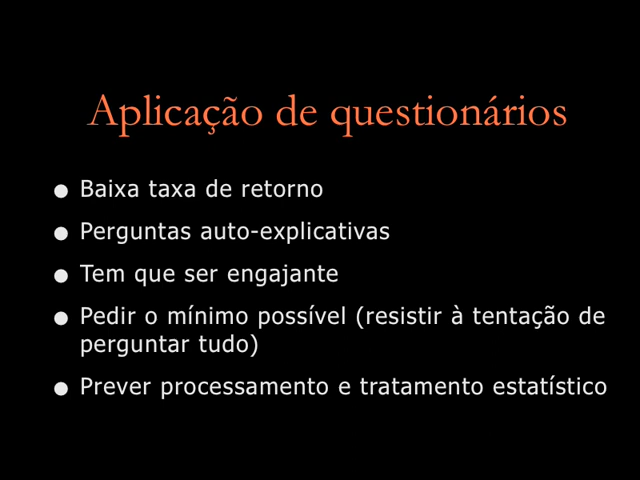 Aplicação de questionários
● Baixa taxa de retorno
● Perguntas auto-explicativas
● Tem que ser engajante
● Pedir o mínimo possível (resistir à tentação de
perguntar tudo)
● Prever processamento e tratamento estatístico